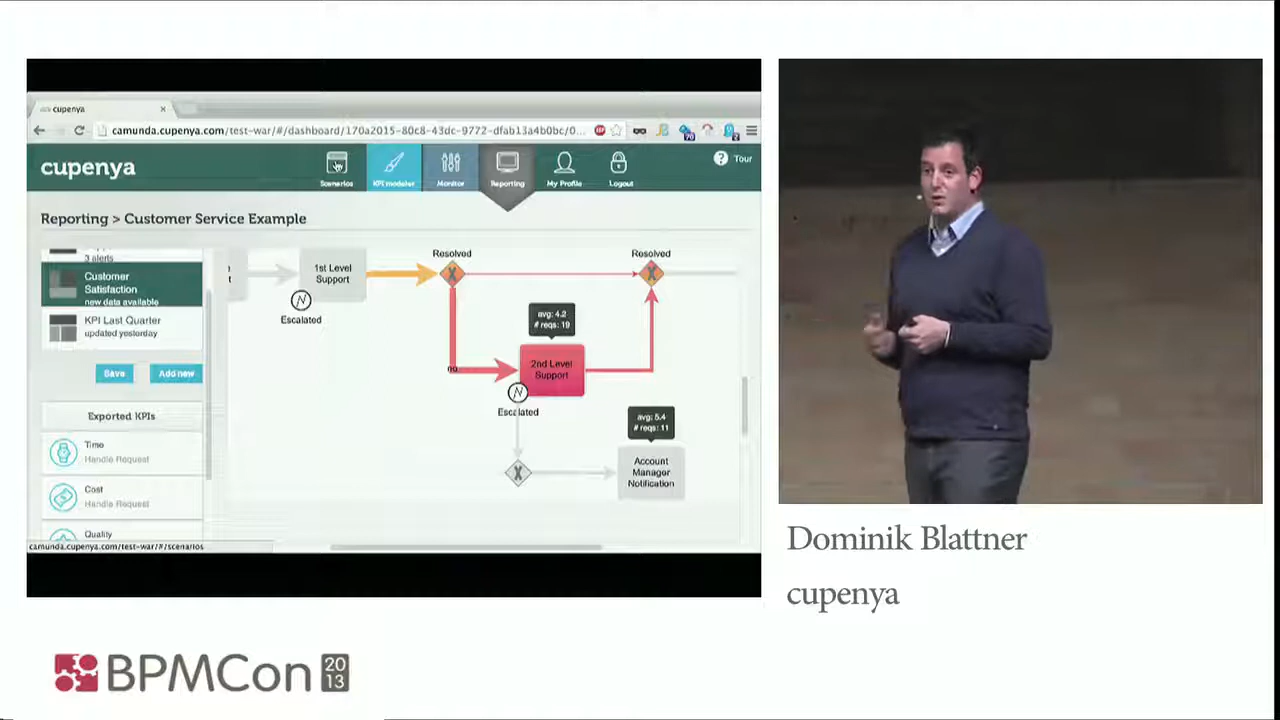 cupenya
camunda.cupenya.com/test-war/#/dashboard/170a2015-80c8-43dc-9772-dfab13a4b0bc/0...
cupenya
Scenarios
KPI modeler
Monitor
Reporting
My Profile
Logout
Tour
Reporting > Customer Service Example
3 alerts
Customer
Satisfaction
new data available
KPI Last Quarter
updated yesterday
Save
Add new
Exported KPIs
Time
Handle Request
Cost
Handle Request
Quality
camunda.cupenya.com/test-war/#/scenarios
1st Level
Support
Escalated
Resolved
Resolved
avg: 4.2
# reqs: 19
no
2nd Level
Support
Escalated
avg: 5.4
# reqs: 11
Account
Manager
Notification
Dominik Blattner
cupenya
BPMCon
20
13